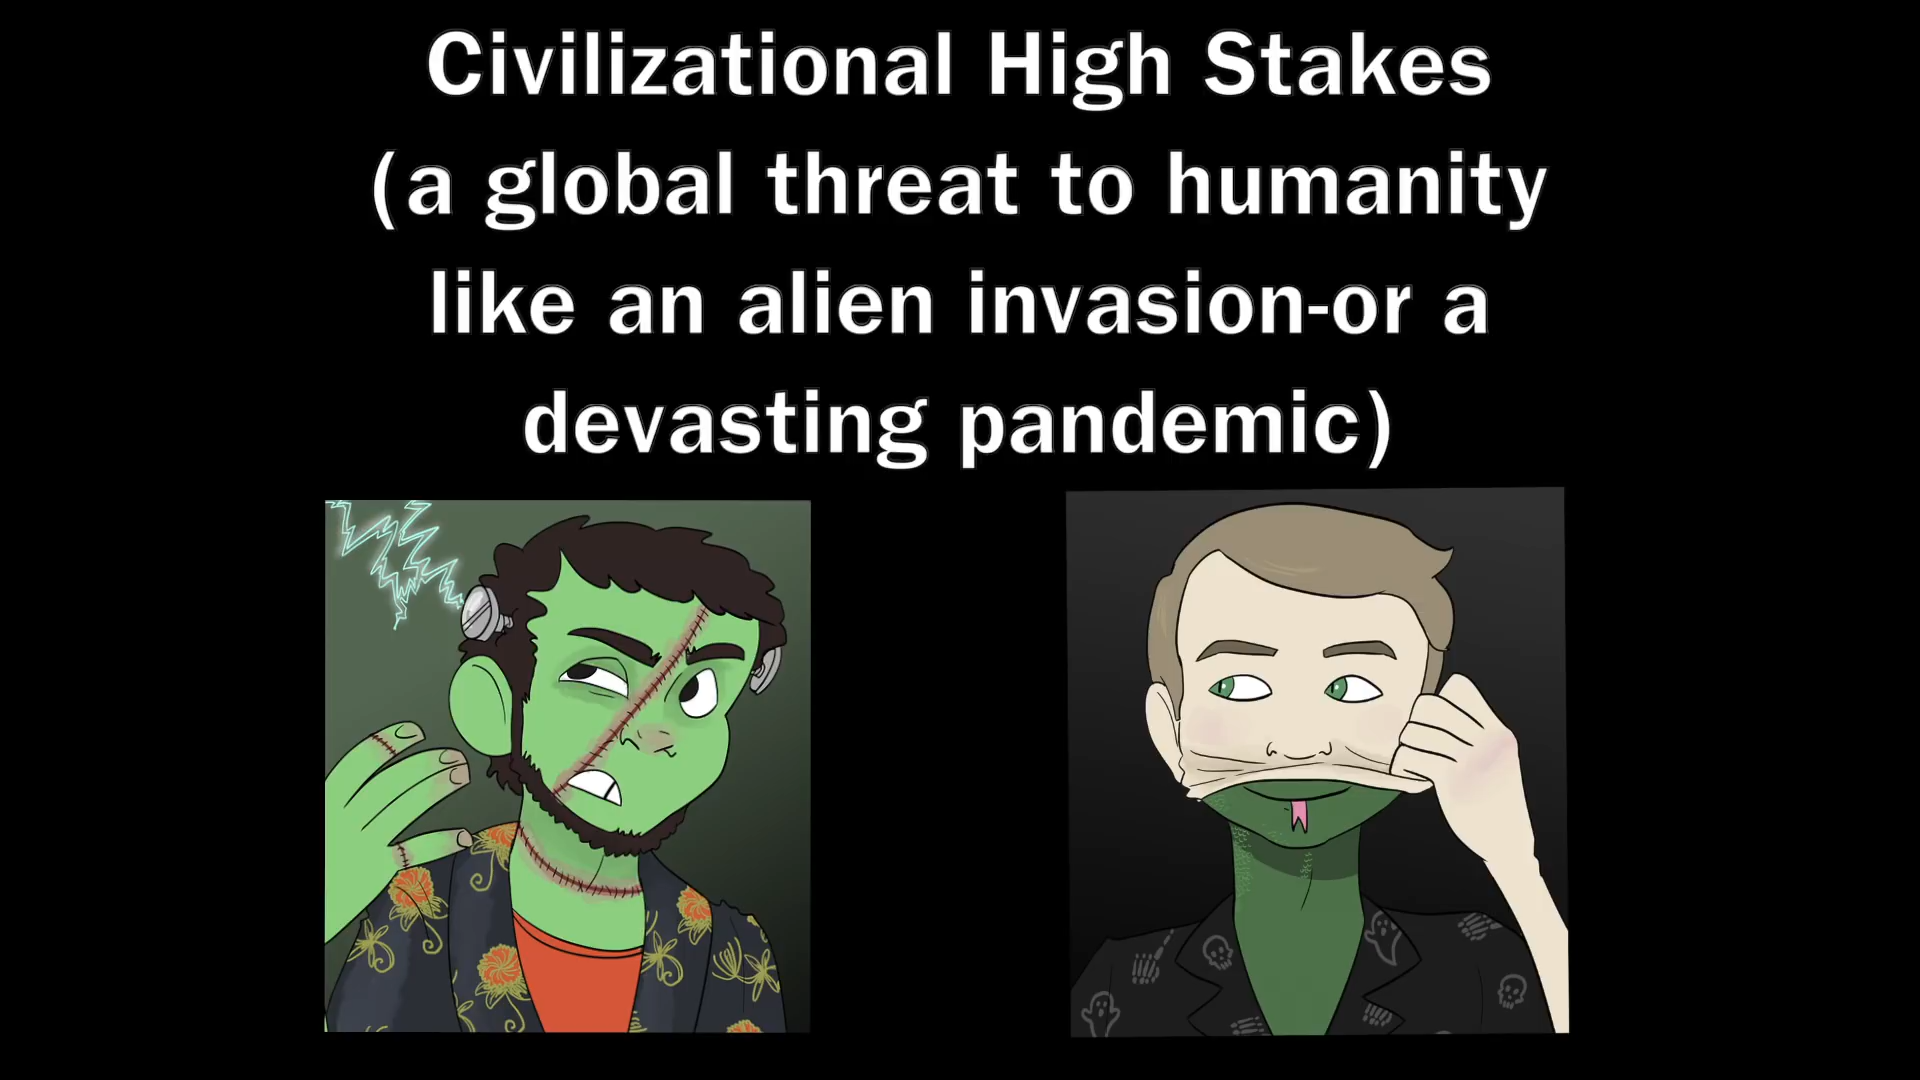 Civilizational High Stakes
(a global threat to humanity
like an alien invasion-or a
devasting pandemic)